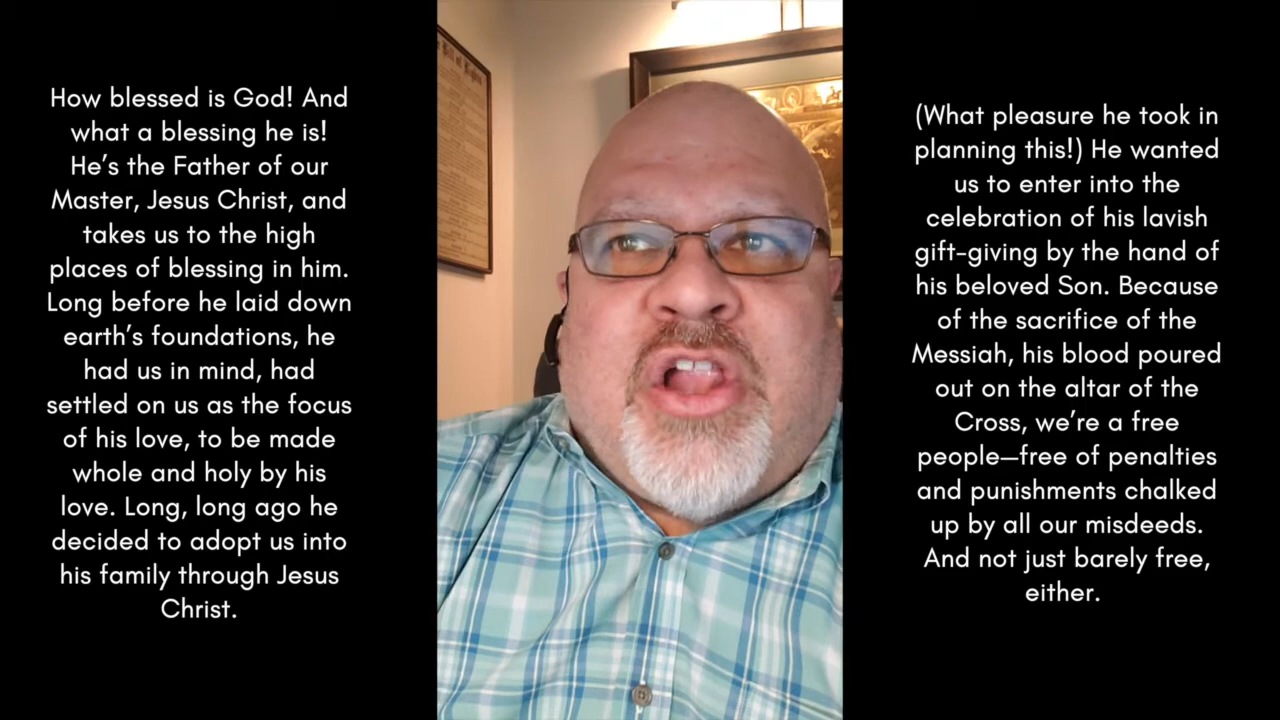 How blessed is God! And
what a blessing he is!
He’s the Father of our
Master, Jesus Christ, and
takes us to the high
places of blessing in him.
Long before he laid down
earth’s foundations, he
had us in mind, had
settled on us as the focus
of his love, to be made
whole and holy by his
love. Long, long ago he
decided to adopt us into
his family through Jesus
Christ.
Bill of Rights
(What pleasure he took in
planning this!) He wanted
us to enter into the
celebration of his lavish
gift-giving by the hand of
his beloved Son. Because
of the sacrifice of the
Messiah, his blood poured
out on the altar of the
Cross, we’re a free
people—free of penalties
and punishments chalked
up by all our misdeeds.
And not just barely free,
either.